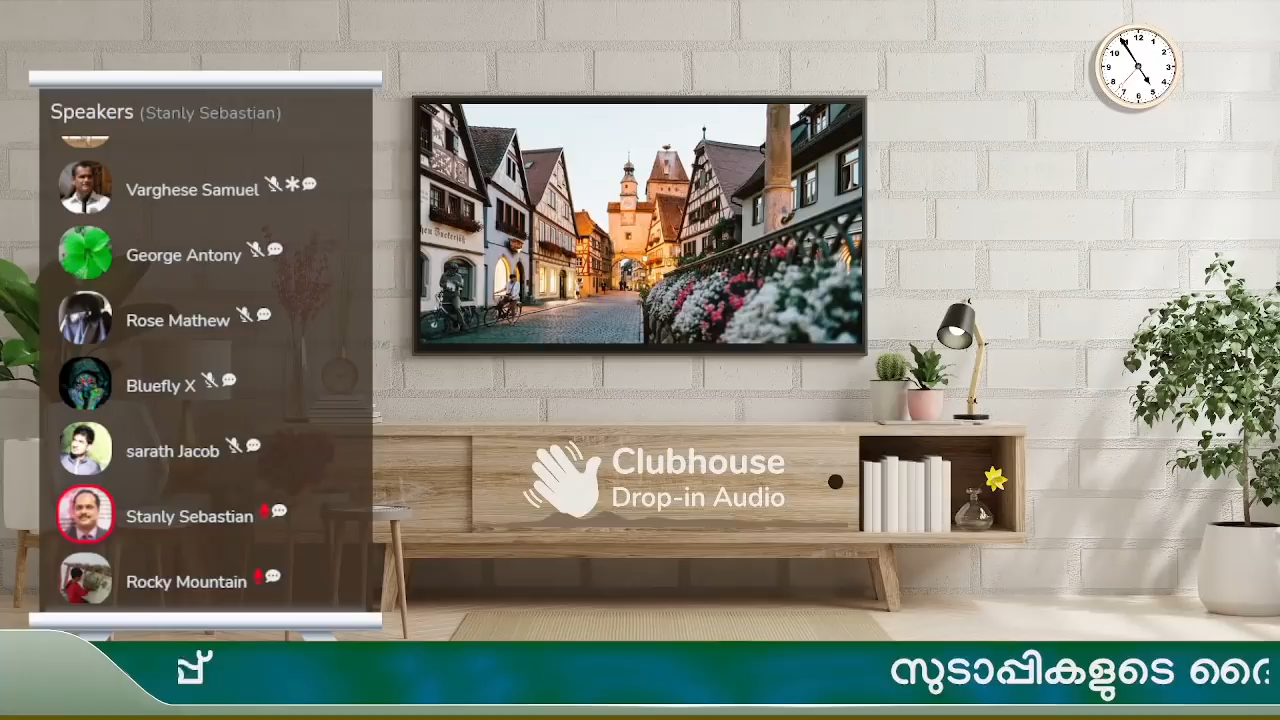 Speakers (Stanly Sebastian)
Varghese Samuel
George Antony
Rose Mathew
Bluefly X
sarath Jacob
Stanly Sebastian
Rocky Mountain
Clubhouse
Drop-in Audio
സുടാപ്പികളുടെ